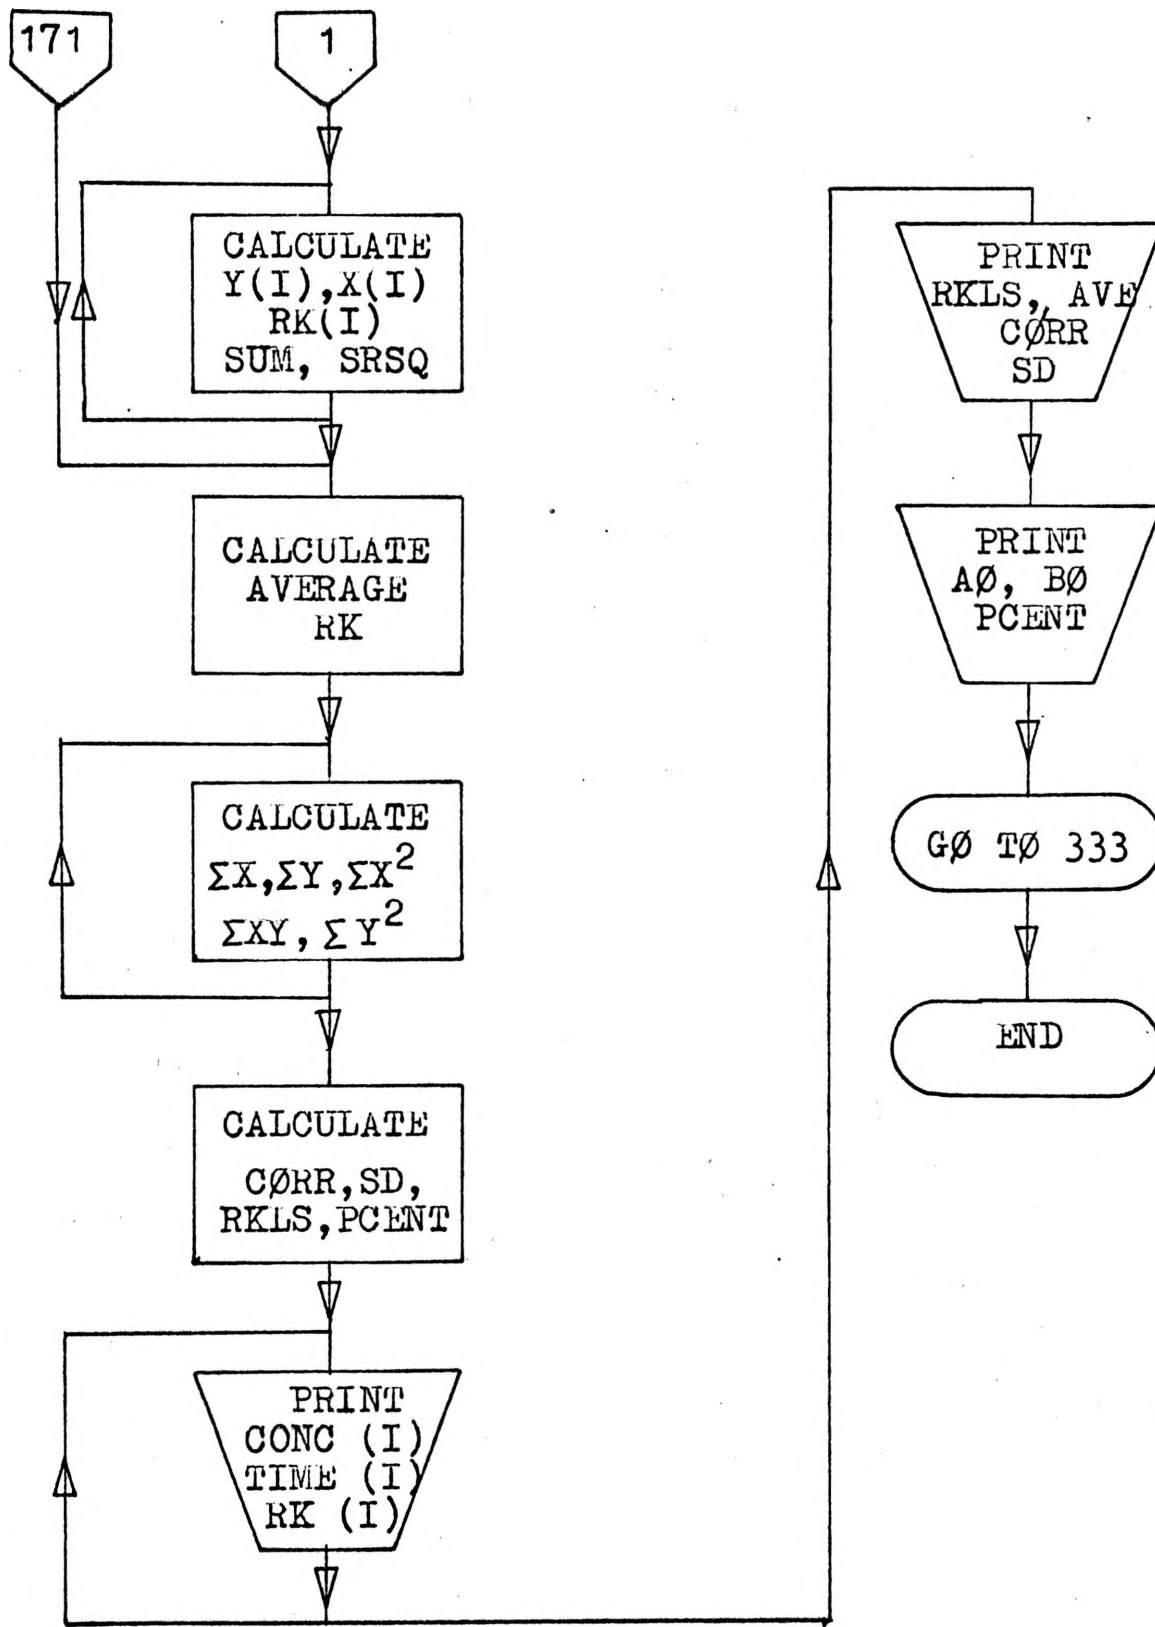 171
1
CALCULATE
Y(I),X(I)
RK(I)
SUM, SRSQ
CALCULATE
AVERAGE
RK
CALCULATE
ΣX,ΣY,ΣX²
ΣXY,ΣY²
CALCULATE
CØRR,SD,
RKLS,PCENT
PRINT
CONC (I)
TIME (I)
RK (I)
PRINT
RKLS, AVE
CØRR
SD
PRINT
AØ, BØ
PCENT
GØ TØ 333
END